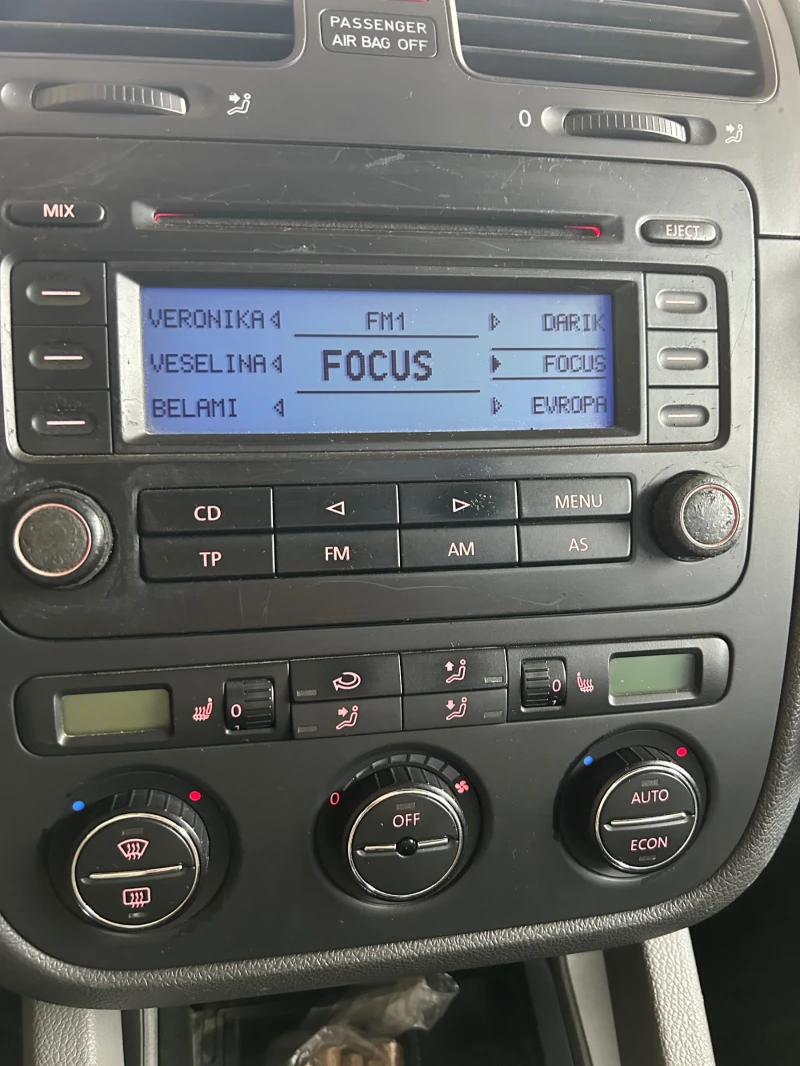 PASSENGER
AIR BAG OFF
0
MIX
EJECT
VERONIKA FM1 DARIK
VESELINA FOCUS FOCUS
BELAMI EVROPA
CD MENU
TP FM AM AS
0 0
0
OFF
AUTO
ECON